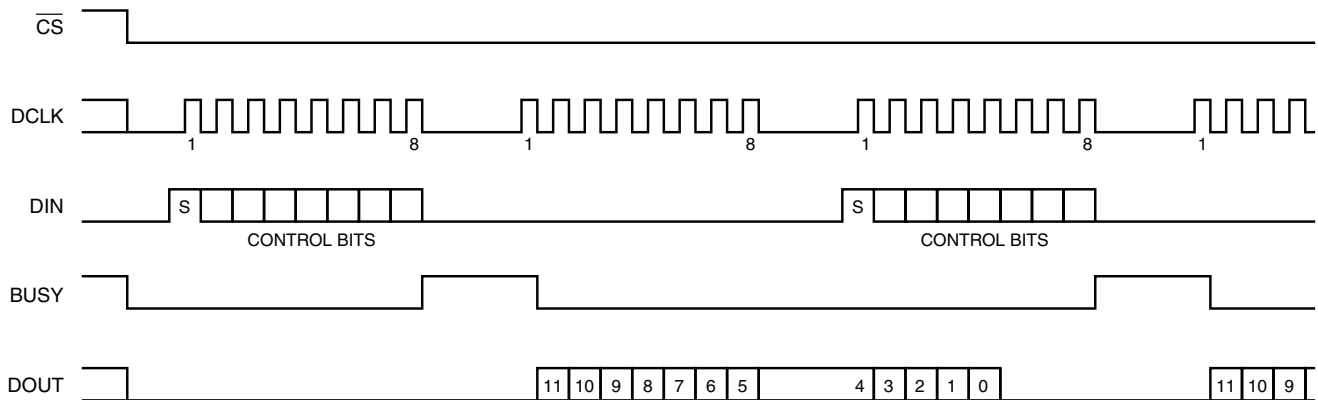 CS
DCLK
1 8 1 8 1 8 1
DIN
S S
CONTROL BITS CONTROL BITS
BUSY
DOUT
11 10 9 8 7 6 5 4 3 2 1 0 11 10 9